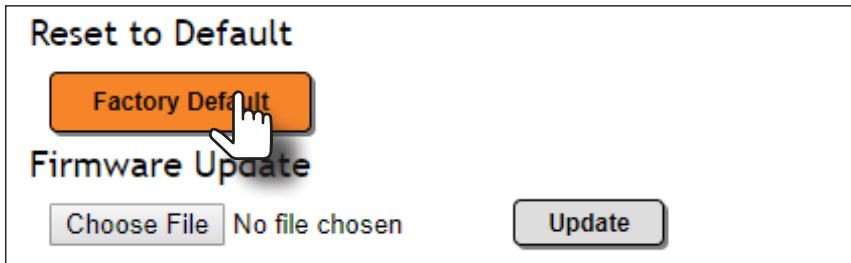 Reset to Default
Factory Default
Firmware Update
Choose File No file chosen Update